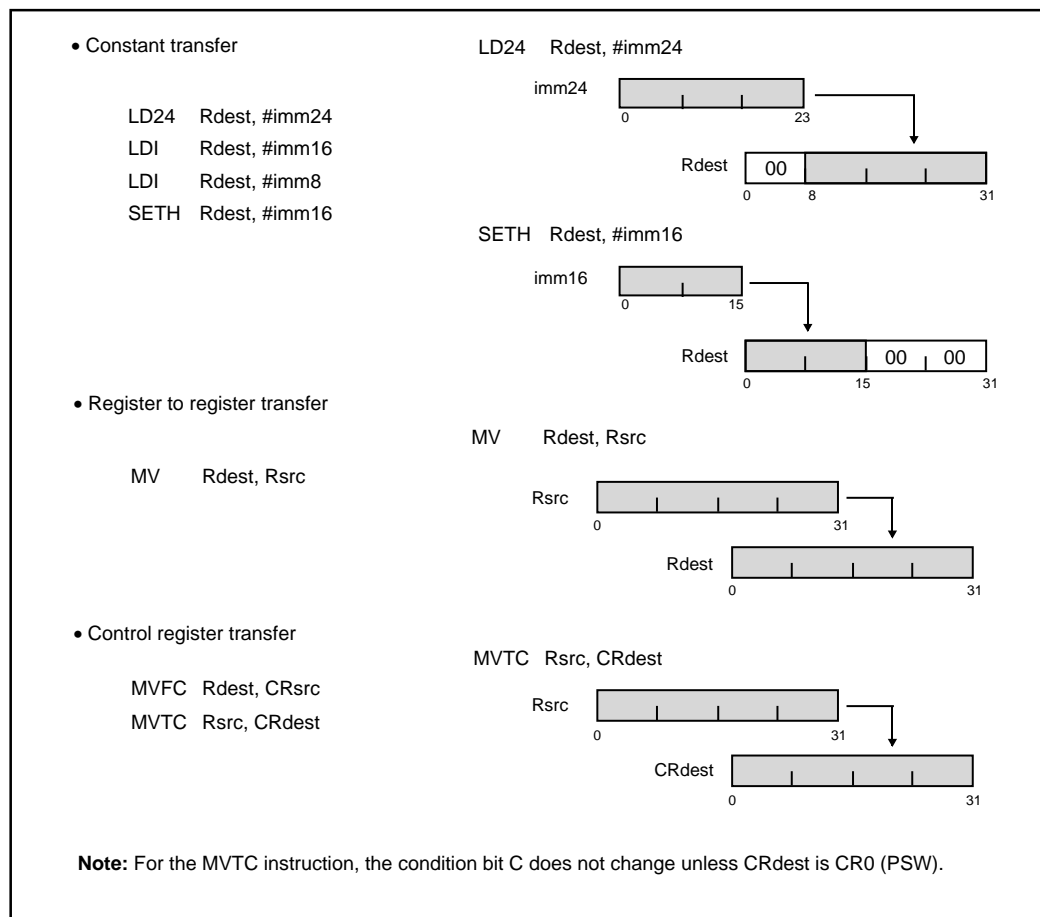 • Constant transfer
LD24 Rdest, #imm24
LDI Rdest, #imm16
LDI Rdest, #imm8
SETH Rdest, #imm16
LD24 Rdest, #imm24
imm24
0 23
Rdest 00
0 8 31
SETH Rdest, #imm16
imm16
0 15
Rdest 00 00
0 15 31
• Register to register transfer
MV Rdest, Rsrc
MV Rdest, Rsrc
Rsrc
0 31
Rdest
0 31
• Control register transfer
MVFC Rdest, CRsrc
MVTC Rsrc, CRdest
MVTC Rsrc, CRdest
Rsrc
0 31
CRdest
0 31
Note: For the MVTC instruction, the condition bit C does not change unless CRdest is CR0 (PSW).